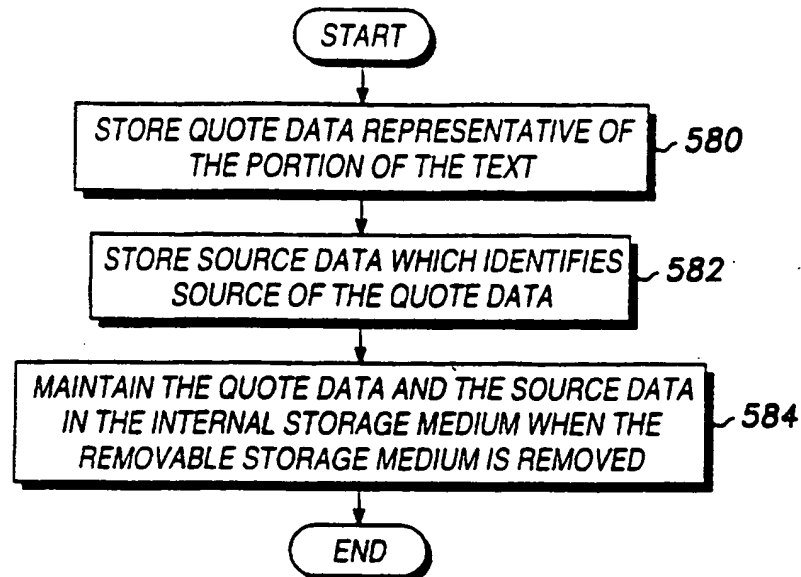 START
STORE QUOTE DATA REPRESENTATIVE OF
THE PORTION OF THE TEXT
580
STORE SOURCE DATA WHICH IDENTIFIES
SOURCE OF THE QUOTE DATA
582
MAINTAIN THE QUOTE DATA AND THE SOURCE DATA
IN THE INTERNAL STORAGE MEDIUM WHEN THE
REMOVABLE STORAGE MEDIUM IS REMOVED
584
END